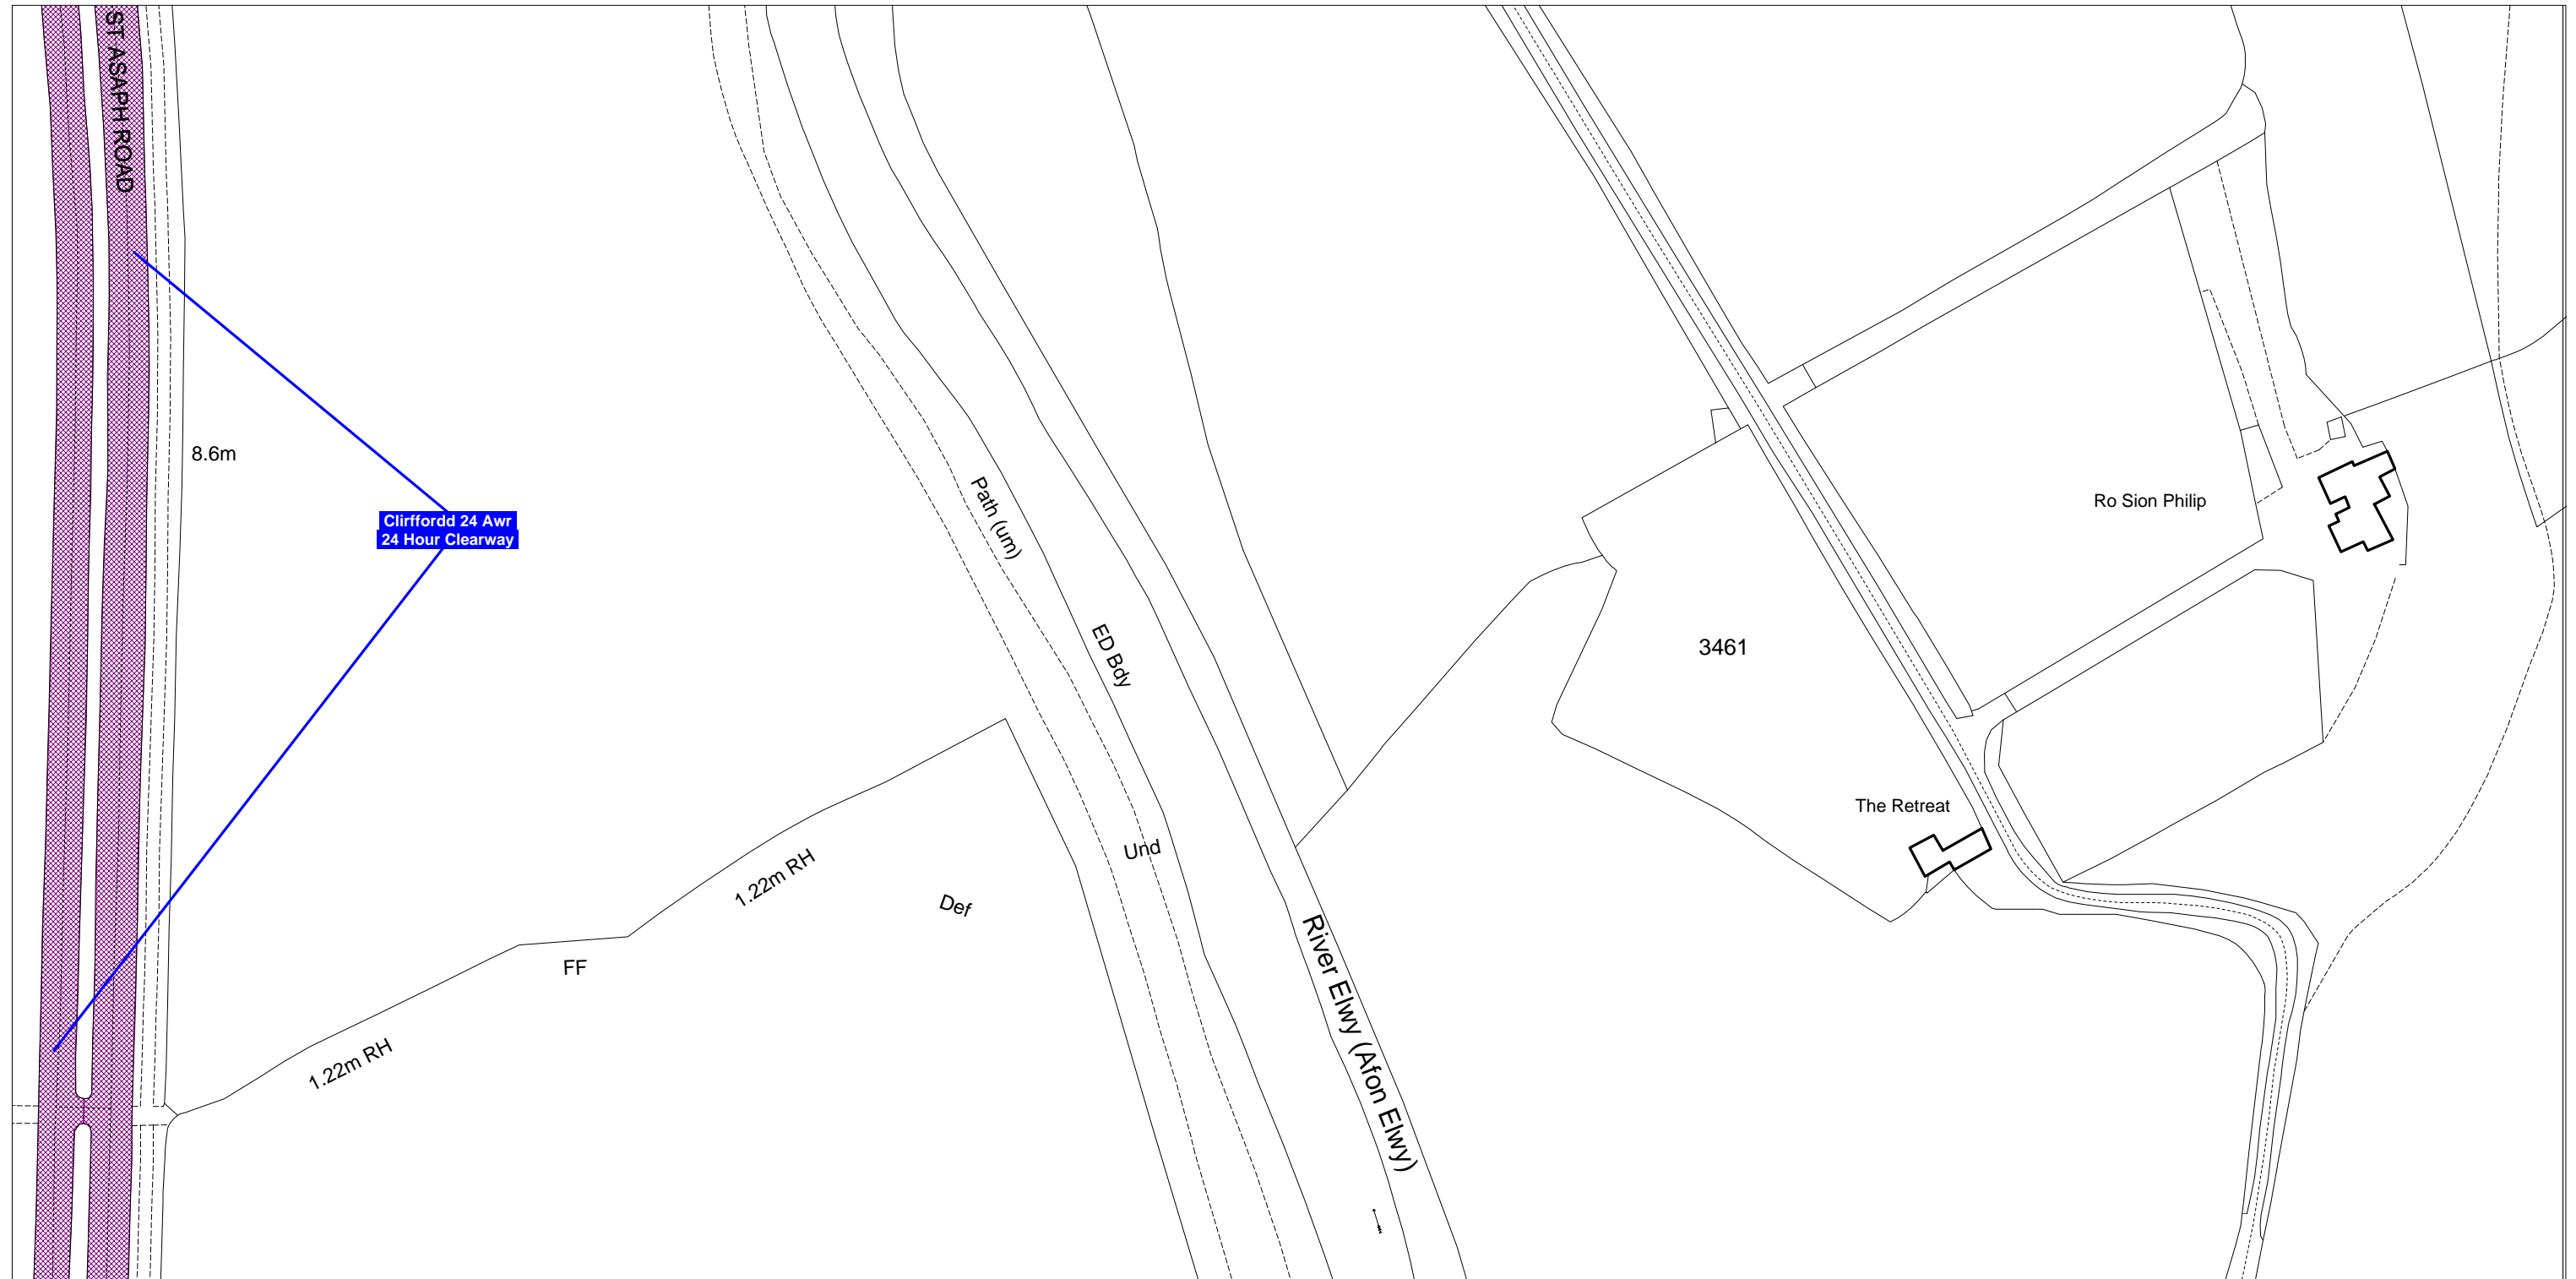 ST ASAPH ROAD
8.6m
Clirffordd 24 Awr
24 Hour Clearway
Path (um)
ED Bdy
Und
Def
1.22m RH
FF
1.22m RH
River Elwy (Afon Elwy)
3461
The Retreat
Ro Sion Philip